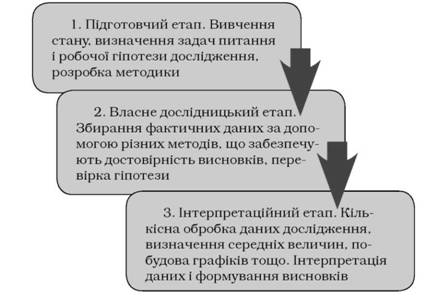 1. Підготовчий етап. Вивчення
стану, визначення задач питання
і робочої гіпотези дослідження,
розробка методики
2. Власне дослідницький етап.
Збирання фактичних даних за допо-
могою різних методів, що забезпечу-
ють достовірність висновків, пере-
вірка гіпотези
3. Інтерпретаційний етап. Кіль-
кісна обробка даних дослідження,
визначення середніх величин, по-
будова графіків тощо. Інтерпретація
даних і формування висновків